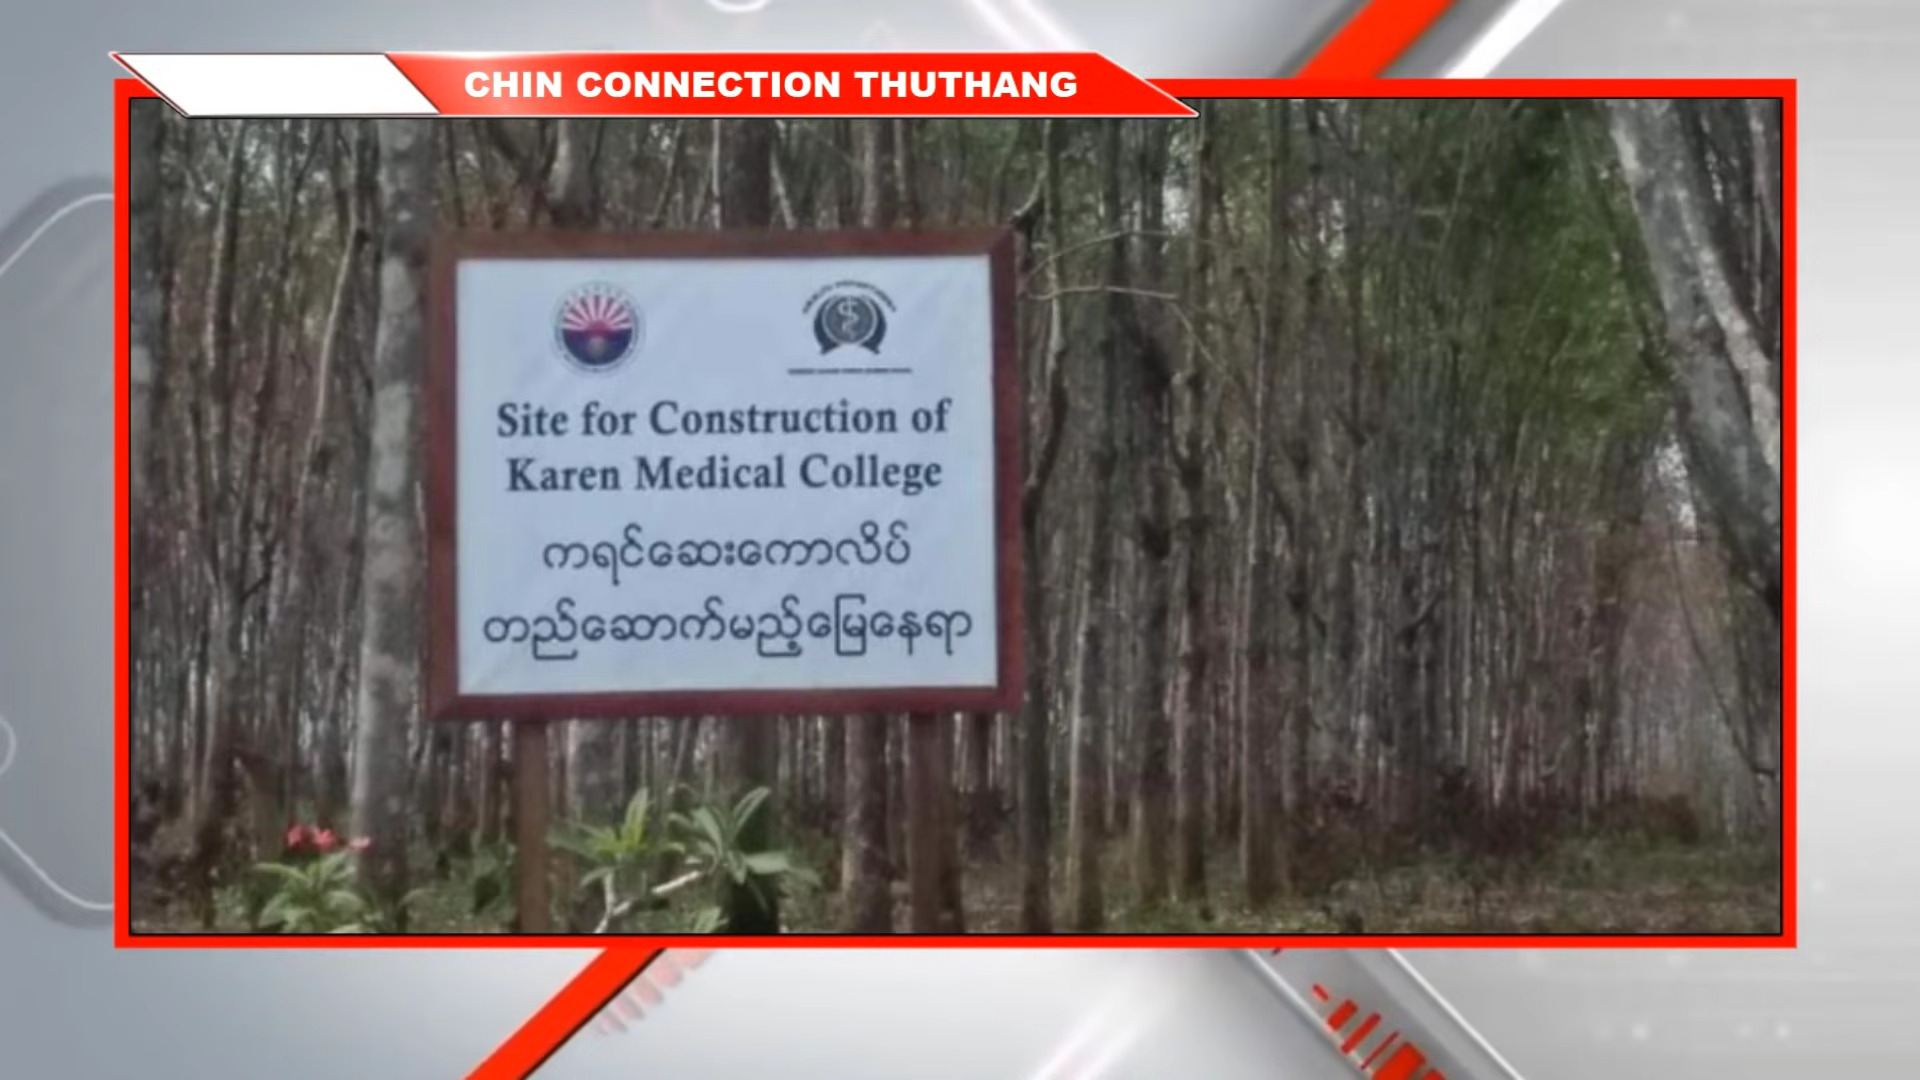 CHIN CONNECTION THUTHANG
Site for Construction of
Karen Medical College
ကရင်ဆေးကောလိပ်
တည်ဆောက်မည့်မြေနေရာ